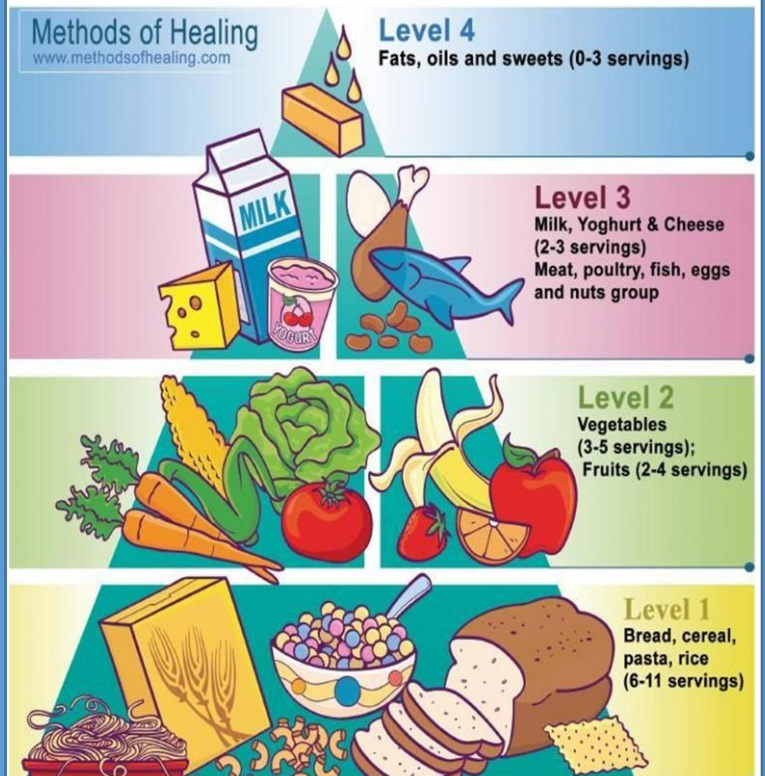 Methods of Healing
www.methodsofhealing.com
Level 4
Fats, oils and sweets (0-3 servings)
MILK
YOGURT
Level 3
Milk, Yoghurt & Cheese
(2-3 servings)
Meat, poultry, fish, eggs
and nuts group
Level 2
Vegetables
(3-5 servings);
Fruits (2-4 servings)
Level 1
Bread, cereal,
pasta, rice
(6-11 servings)